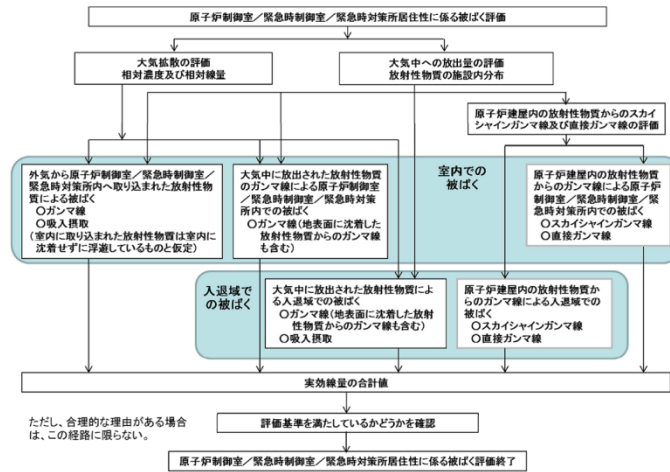 原子炉制御室／緊急時制御室／緊急時対策所居住性に係る被ばく評価
大気拡散の評価
相対濃度及び相対線量
大気中への放出量の評価
放射性物質の施設内分布
原子炉建屋内の放射性物質からのスカイ
シャインガンマ線及び直接ガンマ線の評価
室内での
被ばく
外気から原子炉制御室／緊急時制御室／
緊急時対策所内へ取り込まれた放射性物
質による被ばく
○ガンマ線
○吸入摂取
(室内に取り込まれた放射性物質は室内に
沈着せずに浮遊しているものと仮定)
大気中に放出された放射性物質
のガンマ線による原子炉制御室
／緊急時制御室／緊急時対策
所内での被ばく
○ガンマ線(地表面に沈着した
放射性物質からのガンマ線
も含む)
原子炉建屋内の放射性物質
からのガンマ線による原子炉
制御室／緊急時制御室／緊
急時対策所内での被ばく
○スカイシャインガンマ線
○直接ガンマ線
入退域で
の被ばく
大気中に放出された放射性物質によ
る入退域での被ばく
○ガンマ線(地表面に沈着した放射
性物質からのガンマ線も含む)
○吸入摂取
原子炉建屋内の放射性物質か
らのガンマ線による入退域での
被ばく
○スカイシャインガンマ線
○直接ガンマ線
実効線量の合計値
ただし、合理的な理由がある場合
は、この経路に限らない。
評価基準を満たしているかどうかを確認
原子炉制御室／緊急時制御室／緊急時対策所居住性に係る被ばく評価終了